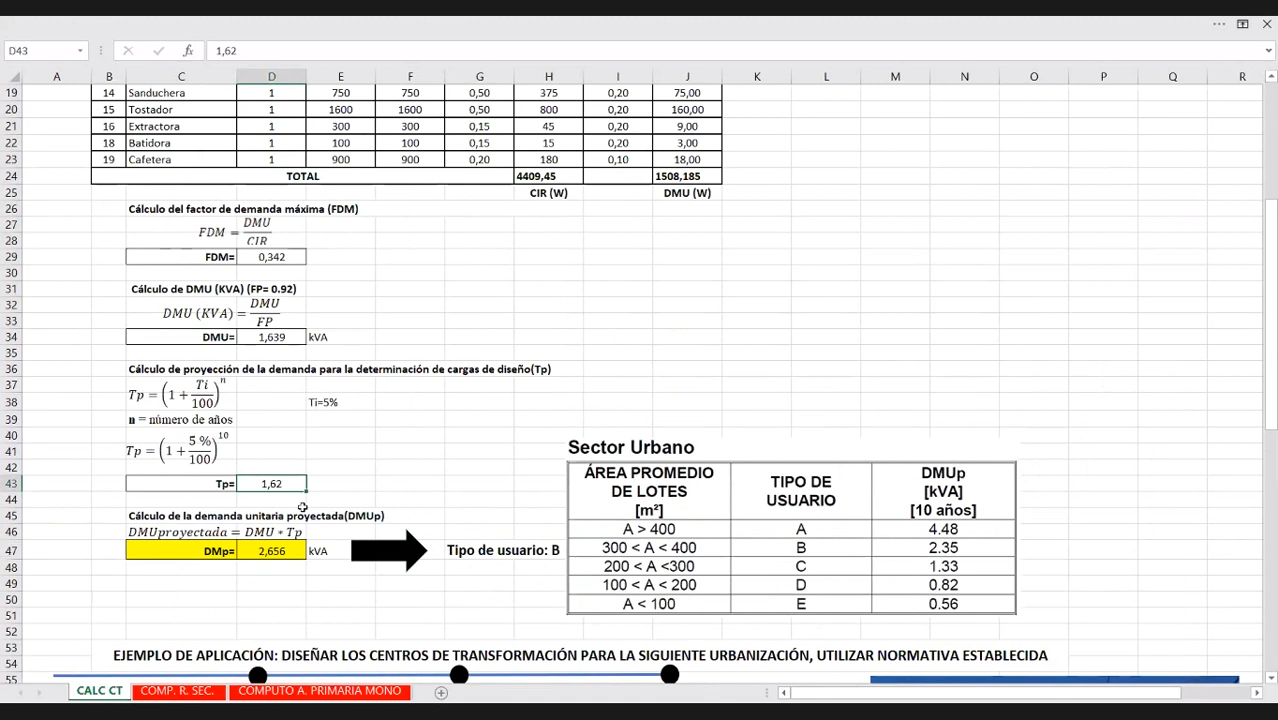 D43 fx 1,62
A B C D E F G H I J K L M N O P Q R
19 14 Sanduchera 1 750 750 0,50 375 0,20 75,00
20 15 Tostador 1 1600 1600 0,50 800 0,20 160,00
21 16 Extractora 1 300 300 0,15 45 0,20 9,00
22 18 Batidora 1 100 100 0,15 15 0,20 3,00
23 19 Cafetera 1 900 900 0,20 180 0,10 18,00
24 TOTAL 4409,45 1508,185
25 CIR (W) DMU (W)
26 Cálculo del factor de demanda máxima (FDM)
27 FDM = DMU
28 CIR
29 FDM= 0,342
30
31 Cálculo de DMU (KVA) (FP= 0.92)
32 DMU (KVA) = DMU
33 FP
34 DMU= 1,639 kVA
35
36 Cálculo de proyección de la demanda para la determinación de cargas de diseño(Tp)
37 Tp = (1 + Ti/100)^n
38 Ti=5%
39 n = número de años
40
41 Tp = (1 + 5 %/100)^10
42
43 Tp= 1,62
44
45 Cálculo de la demanda unitaria proyectada(DMUp)
46 DMUproyectada = DMU * Tp
47 DMp= 2,656 kVA Tipo de usuario: B
48
49
50
51
52
53
54
55
Sector Urbano
ÁREA PROMEDIO DE LOTES [m²] TIPO DE USUARIO DMUp [kVA] [10 años]
A > 400 A 4.48
300 < A < 400 B 2.35
200 < A <300 C 1.33
100 < A < 200 D 0.82
A < 100 E 0.56
EJEMPLO DE APLICACIÓN: DISEÑAR LOS CENTROS DE TRANSFORMACIÓN PARA LA SIGUIENTE URBANIZACIÓN, UTILIZAR NORMATIVA ESTABLECIDA
CALC CT COMP. R. SEC. COMPUTO A. PRIMARIA MONO